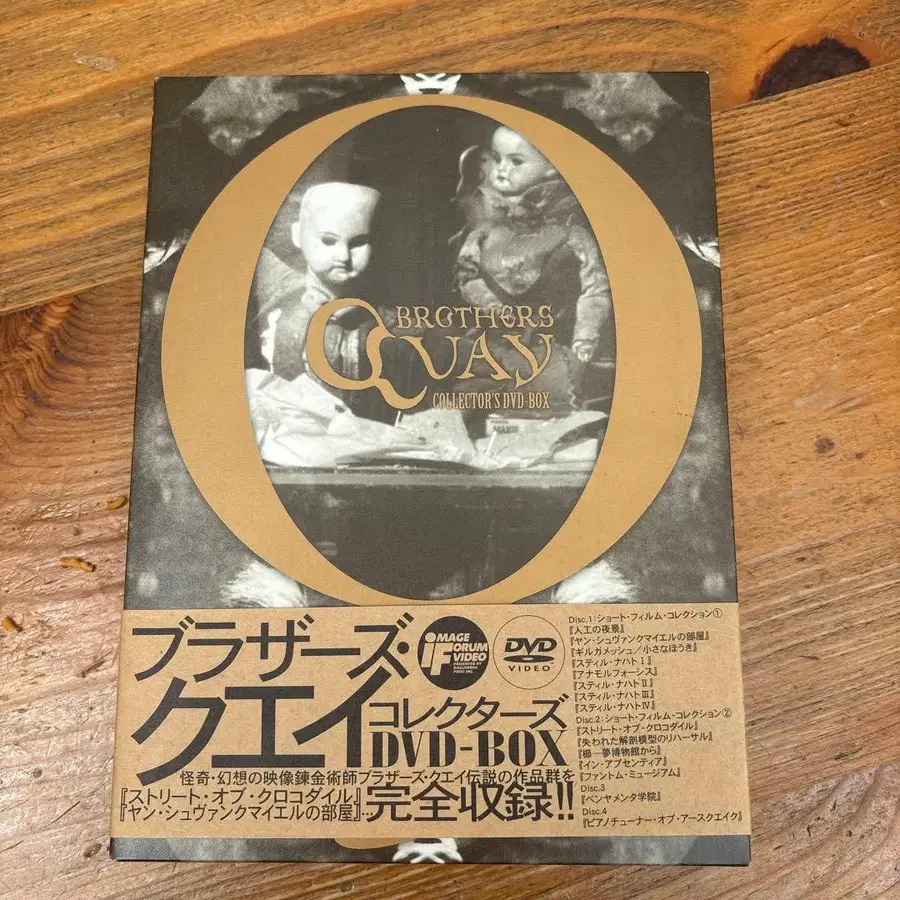 BROTHERS
QUAY
COLLECTOR'S DVD-BOX
ブラザーズ・
クエイ
コレクターズ
DVD-BOX
怪奇・幻想の映像錬金術師ブラザーズ・クエイ伝説の作品群を
『ストリート・オブ・クロコダイル』
『ヤン・シュヴァンクマイエルの部屋』…
完全収録!!
IMAGE
FORUM
VIDEO
DVD
VIDEO
Disc.1:ショート・フィルム・コレクション①
『人工の夜景』
『ヤン・シュヴァンクマイエルの部屋』
『ギルガメッシュ/小さなほうき』
『スティル・ナハトⅠ』
『アナモルフォーシス』
『スティル・ナハトⅡ』
『スティル・ナハトⅢ』
『スティル・ナハトⅣ』
Disc.2:ショート・フィルム・コレクション②
『ストリート・オブ・クロコダイル』
『失われた解剖模型のリハーサル』
『櫛―夢博物館から』
『イン・アブセンティア』
『ファントム・ミュージアム』
Disc.3
『ベンヤメンタ学院』
Disc.4
『ピアノチューナー・オブ・アースクエイク』